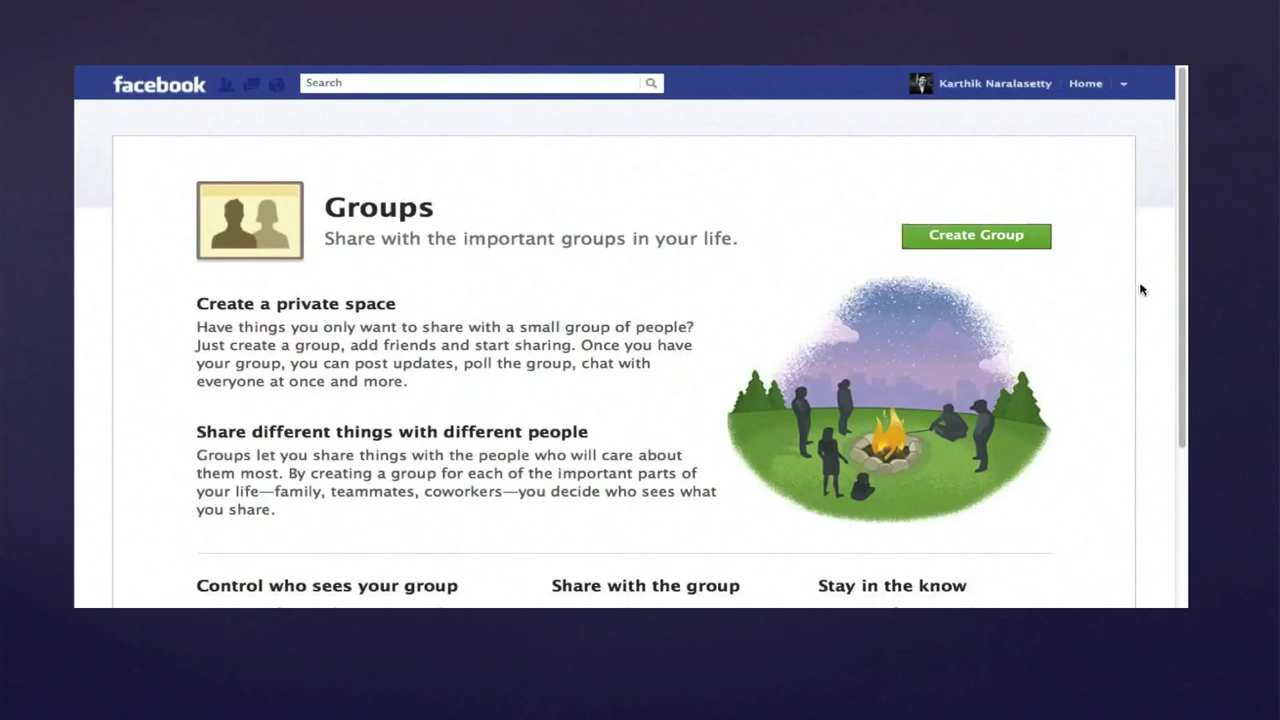 facebook
Search
Karthik Naralasetty
Home
Groups
Share with the important groups in your life.
Create Group
Create a private space
Have things you only want to share with a small group of people?
Just create a group, add friends and start sharing. Once you have
your group, you can post updates, poll the group, chat with
everyone at once and more.
Share different things with different people
Groups let you share things with the people who will care about
them most. By creating a group for each of the important parts of
your life—family, teammates, coworkers—you decide who sees what
you share.
Control who sees your group
Share with the group
Stay in the know